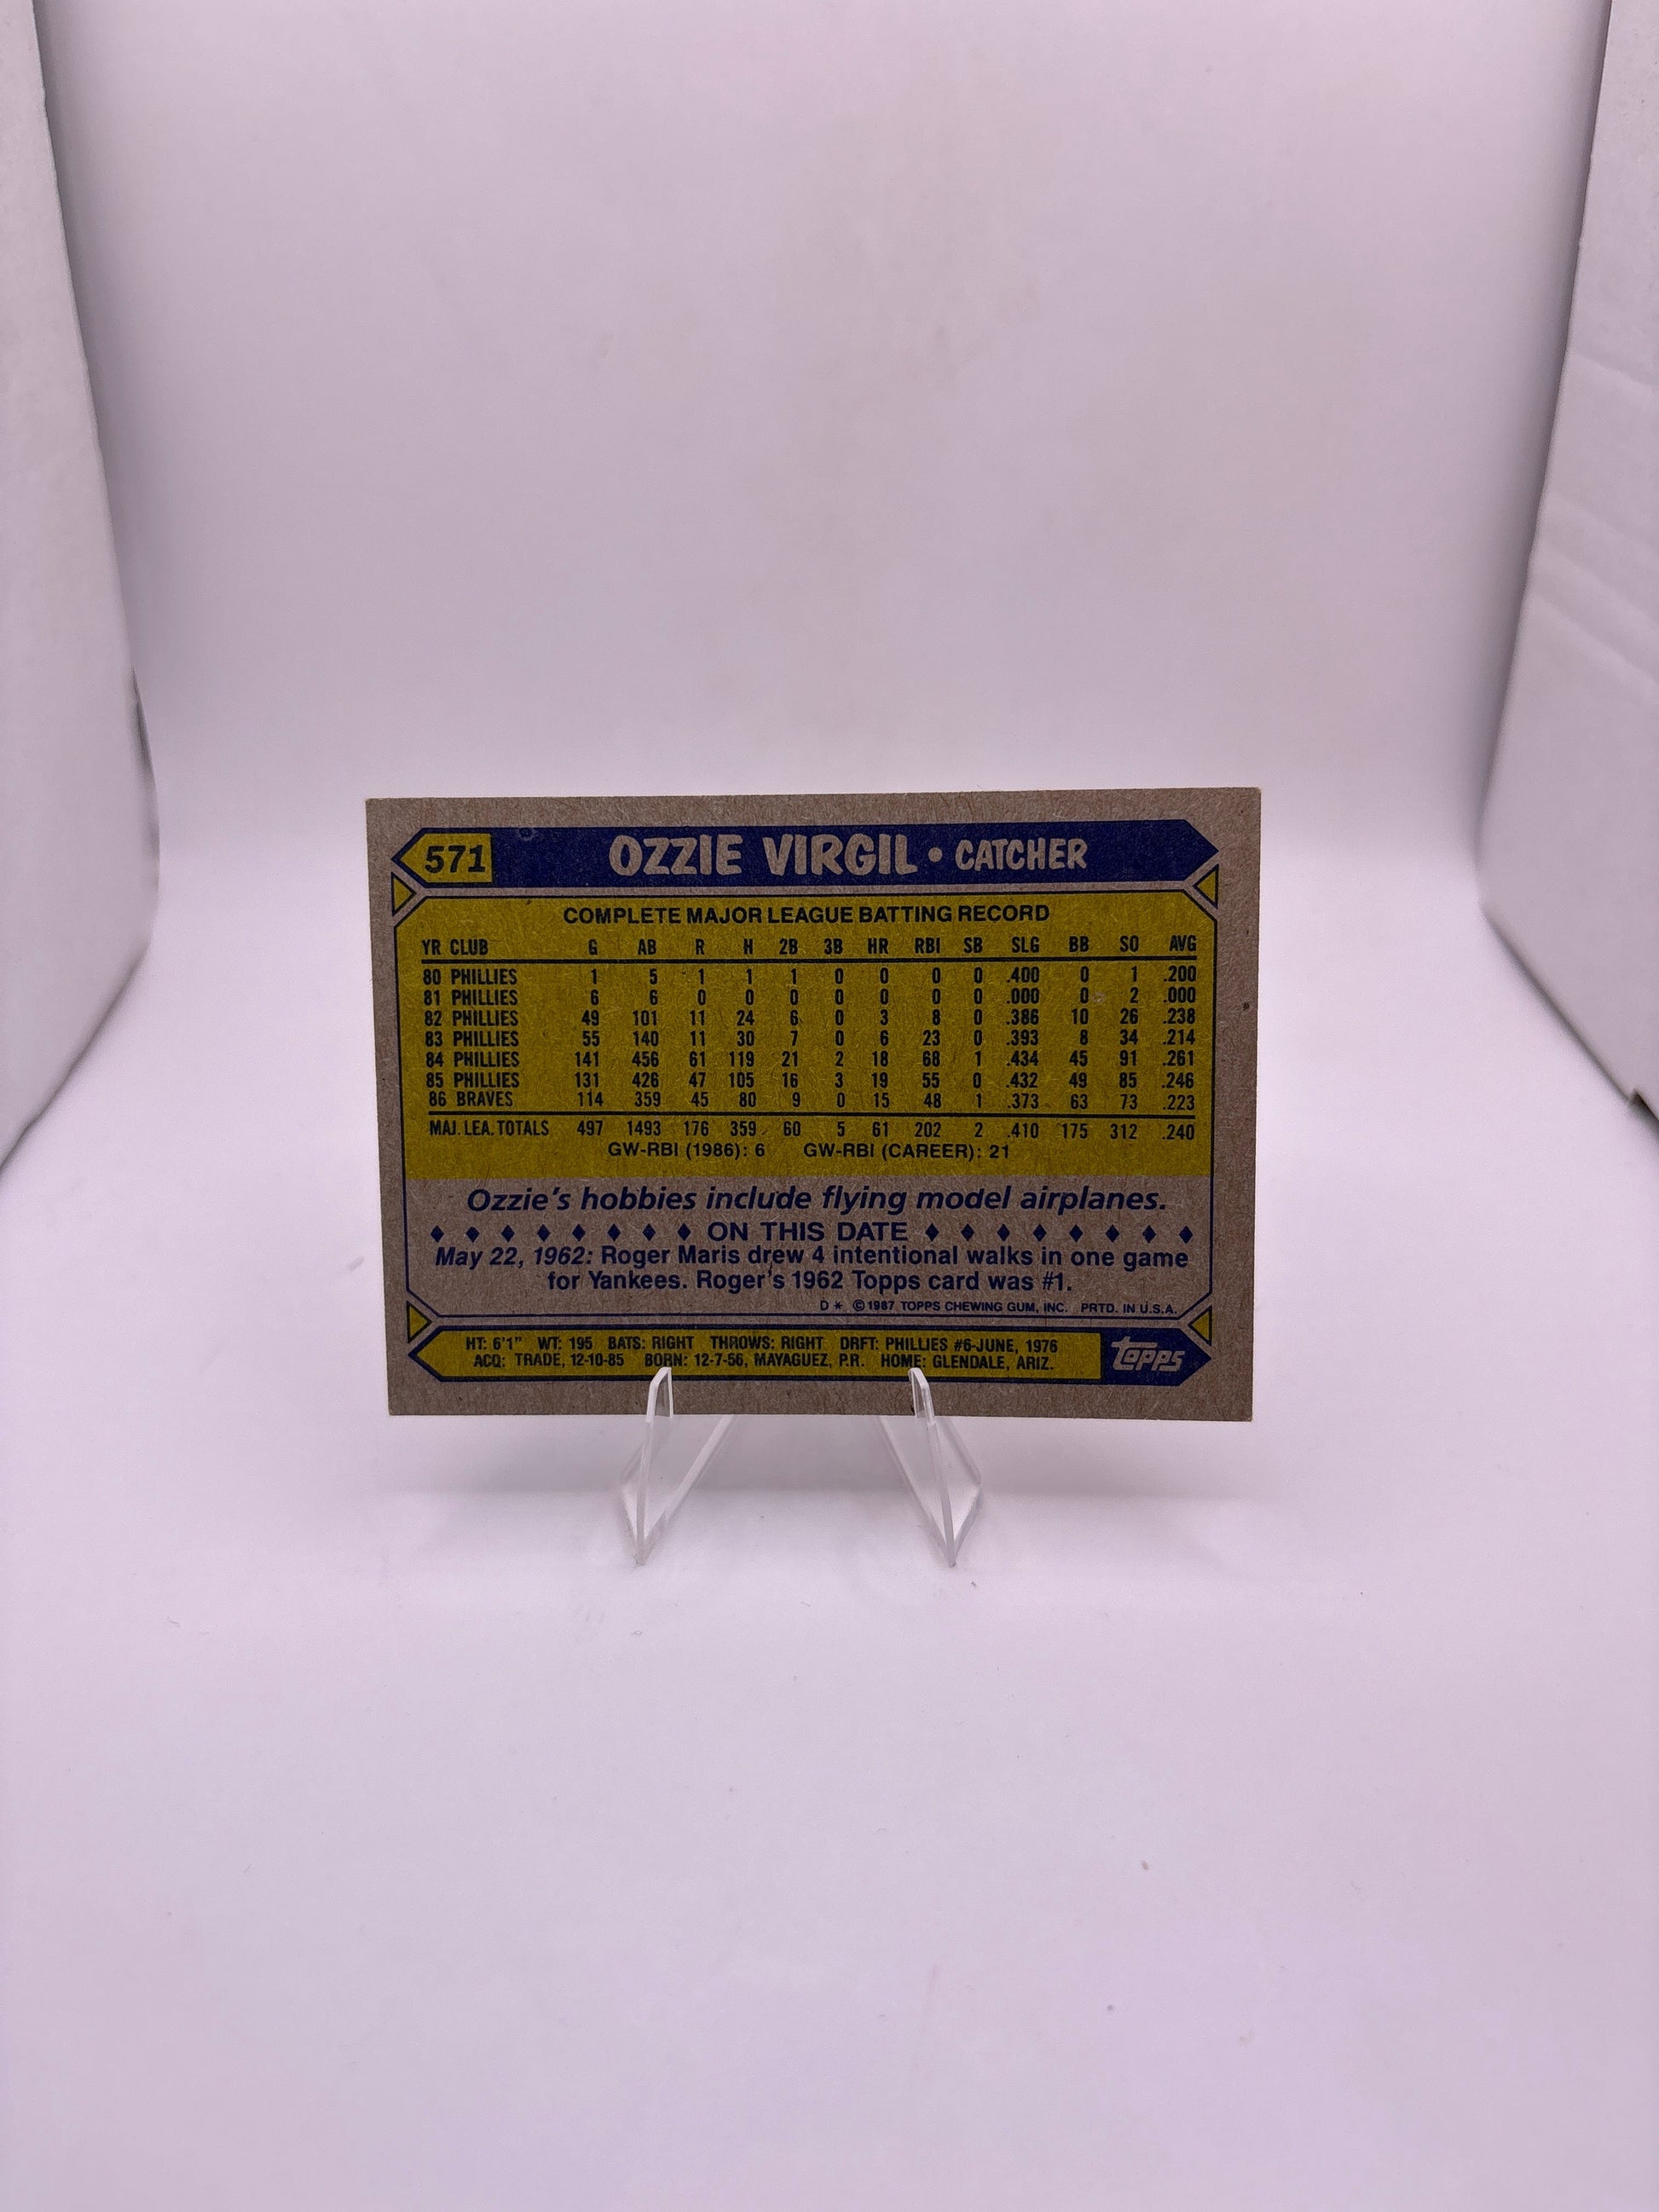 571 OZZIE VIRGIL • CATCHER
COMPLETE MAJOR LEAGUE BATTING RECORD
YR CLUB G AB R H 2B 3B HR RBI SB SLG BB SO AVG
80 PHILLIES 1 5 1 1 1 0 0 0 0 .400 0 1 .200
81 PHILLIES 6 6 0 0 0 0 0 0 0 .000 0 2 .000
82 PHILLIES 49 101 11 24 6 0 3 8 0 .386 10 26 .238
83 PHILLIES 55 140 11 30 7 0 6 23 0 .393 8 34 .214
84 PHILLIES 141 456 61 119 21 2 18 68 1 .434 45 91 .261
85 PHILLIES 131 426 47 105 16 3 19 55 0 .432 49 85 .246
86 BRAVES 114 359 45 80 9 0 15 48 1 .373 63 73 .223
MAJ. LEA. TOTALS 497 1493 176 359 60 5 61 202 2 .410 175 312 .240
GW-RBI (1986): 6 GW-RBI (CAREER): 21
Ozzie's hobbies include flying model airplanes.
♦ ♦ ♦ ♦ ♦ ♦ ♦ ♦ ON THIS DATE ♦ ♦ ♦ ♦ ♦ ♦ ♦ ♦
May 22, 1962: Roger Maris drew 4 intentional walks in one game
for Yankees. Roger's 1962 Topps card was #1.
D * © 1987 TOPPS CHEWING GUM, INC. PRTD. IN U.S.A.
HT: 6'1" WT: 195 BATS: RIGHT THROWS: RIGHT DRFT: PHILLIES #6-JUNE, 1976
ACQ: TRADE, 12-10-85 BORN: 12-7-56, MAYAGUEZ, P.R. HOME: GLENDALE, ARIZ.
topps